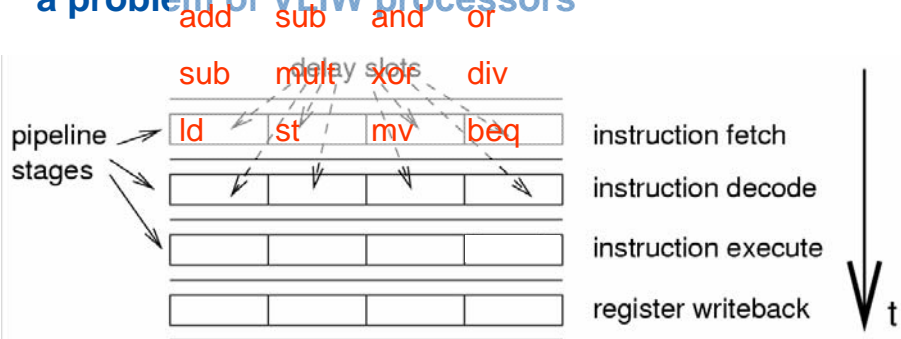 a problem of VLIW processors
add sub and or
delay slots
sub mult xor div
pipeline stages
ld st mv beq
instruction fetch
instruction decode
instruction execute
register writeback
t